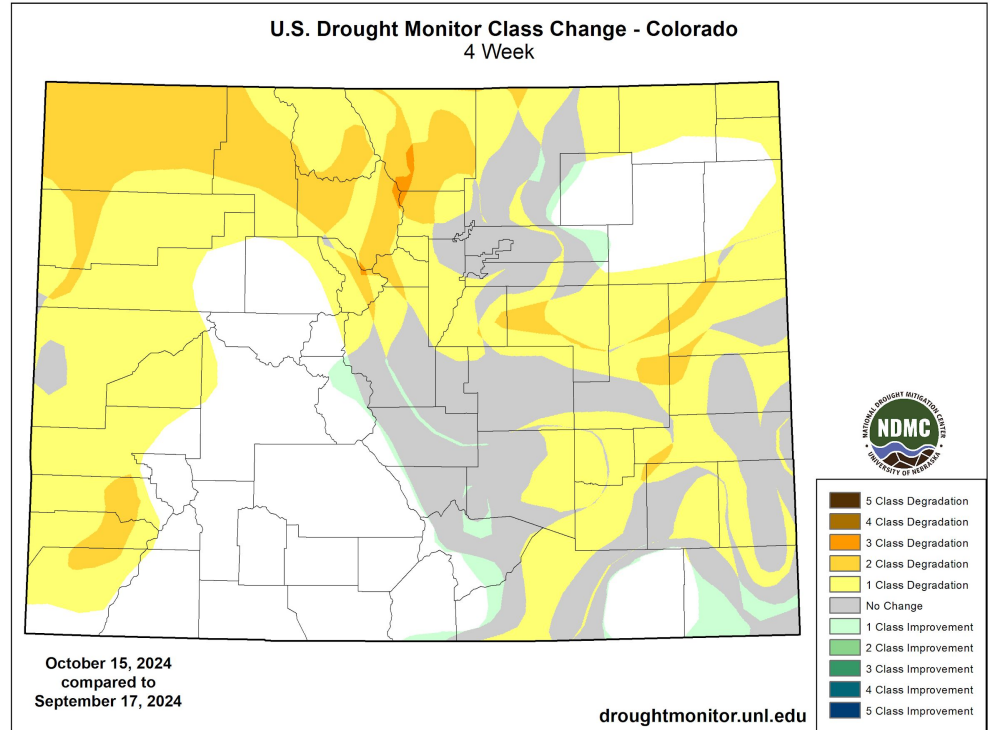 U.S. Drought Monitor Class Change - Colorado
4 Week
NATIONAL DROUGHT MITIGATION CENTER
NDMC
UNIVERSITY OF NEBRASKA
5 Class Degradation
4 Class Degradation
3 Class Degradation
2 Class Degradation
1 Class Degradation
No Change
1 Class Improvement
2 Class Improvement
3 Class Improvement
4 Class Improvement
5 Class Improvement
October 15, 2024
compared to
September 17, 2024
droughtmonitor.unl.edu